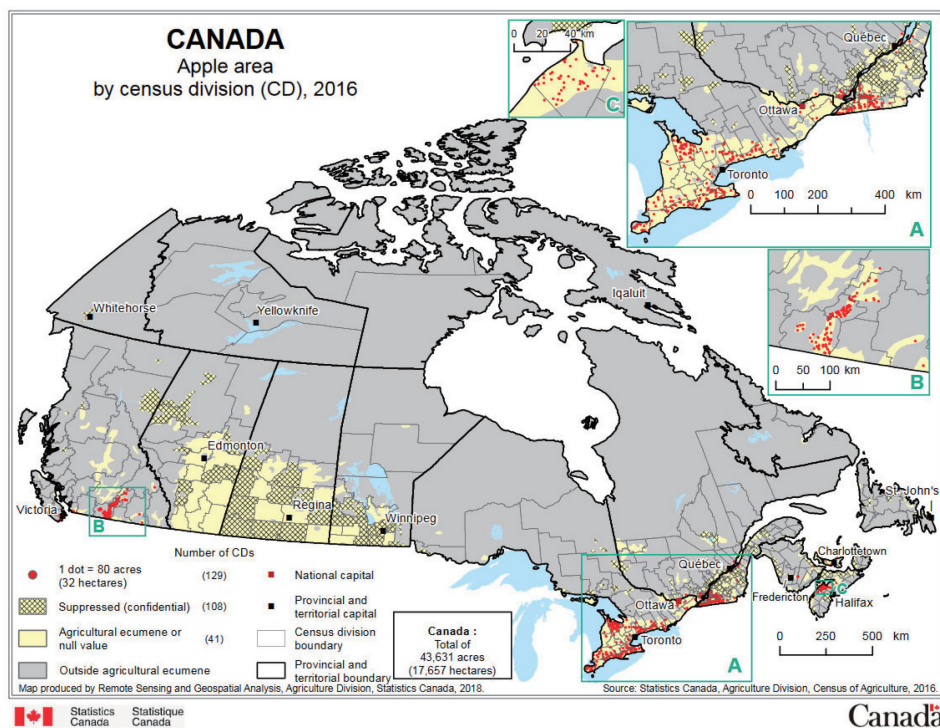 CANADA
Apple area
by census division (CD), 2016
0 20 40 km
C
Québec
Ottawa
Toronto
0 100 200 400 km
A
0 50 100 km
B
Whitehorse
Yellowknife
Iqaluit
Edmonton
Regina
Winnipeg
Victoria
B
St. John's
Charlottetown
Québec
Fredericton
C
Halifax
Ottawa
Toronto
A
0 250 500 km
Number of CDs
1 dot = 80 acres
(32 hectares)
(129)
National capital
Suppressed (confidential)
(108)
Provincial and
territorial capital
Agricultural ecumene or
null value
(41)
Census division
boundary
Outside agricultural ecumene
Provincial and
territorial boundary
Canada :
Total of
43,631 acres
(17,657 hectares)
Map produced by Remote Sensing and Geospatial Analysis, Agriculture Division, Statistics Canada, 2018.
Source: Statistics Canada, Agriculture Division, Census of Agriculture, 2016.
Statistics Statistique
Canada Canada
Canada